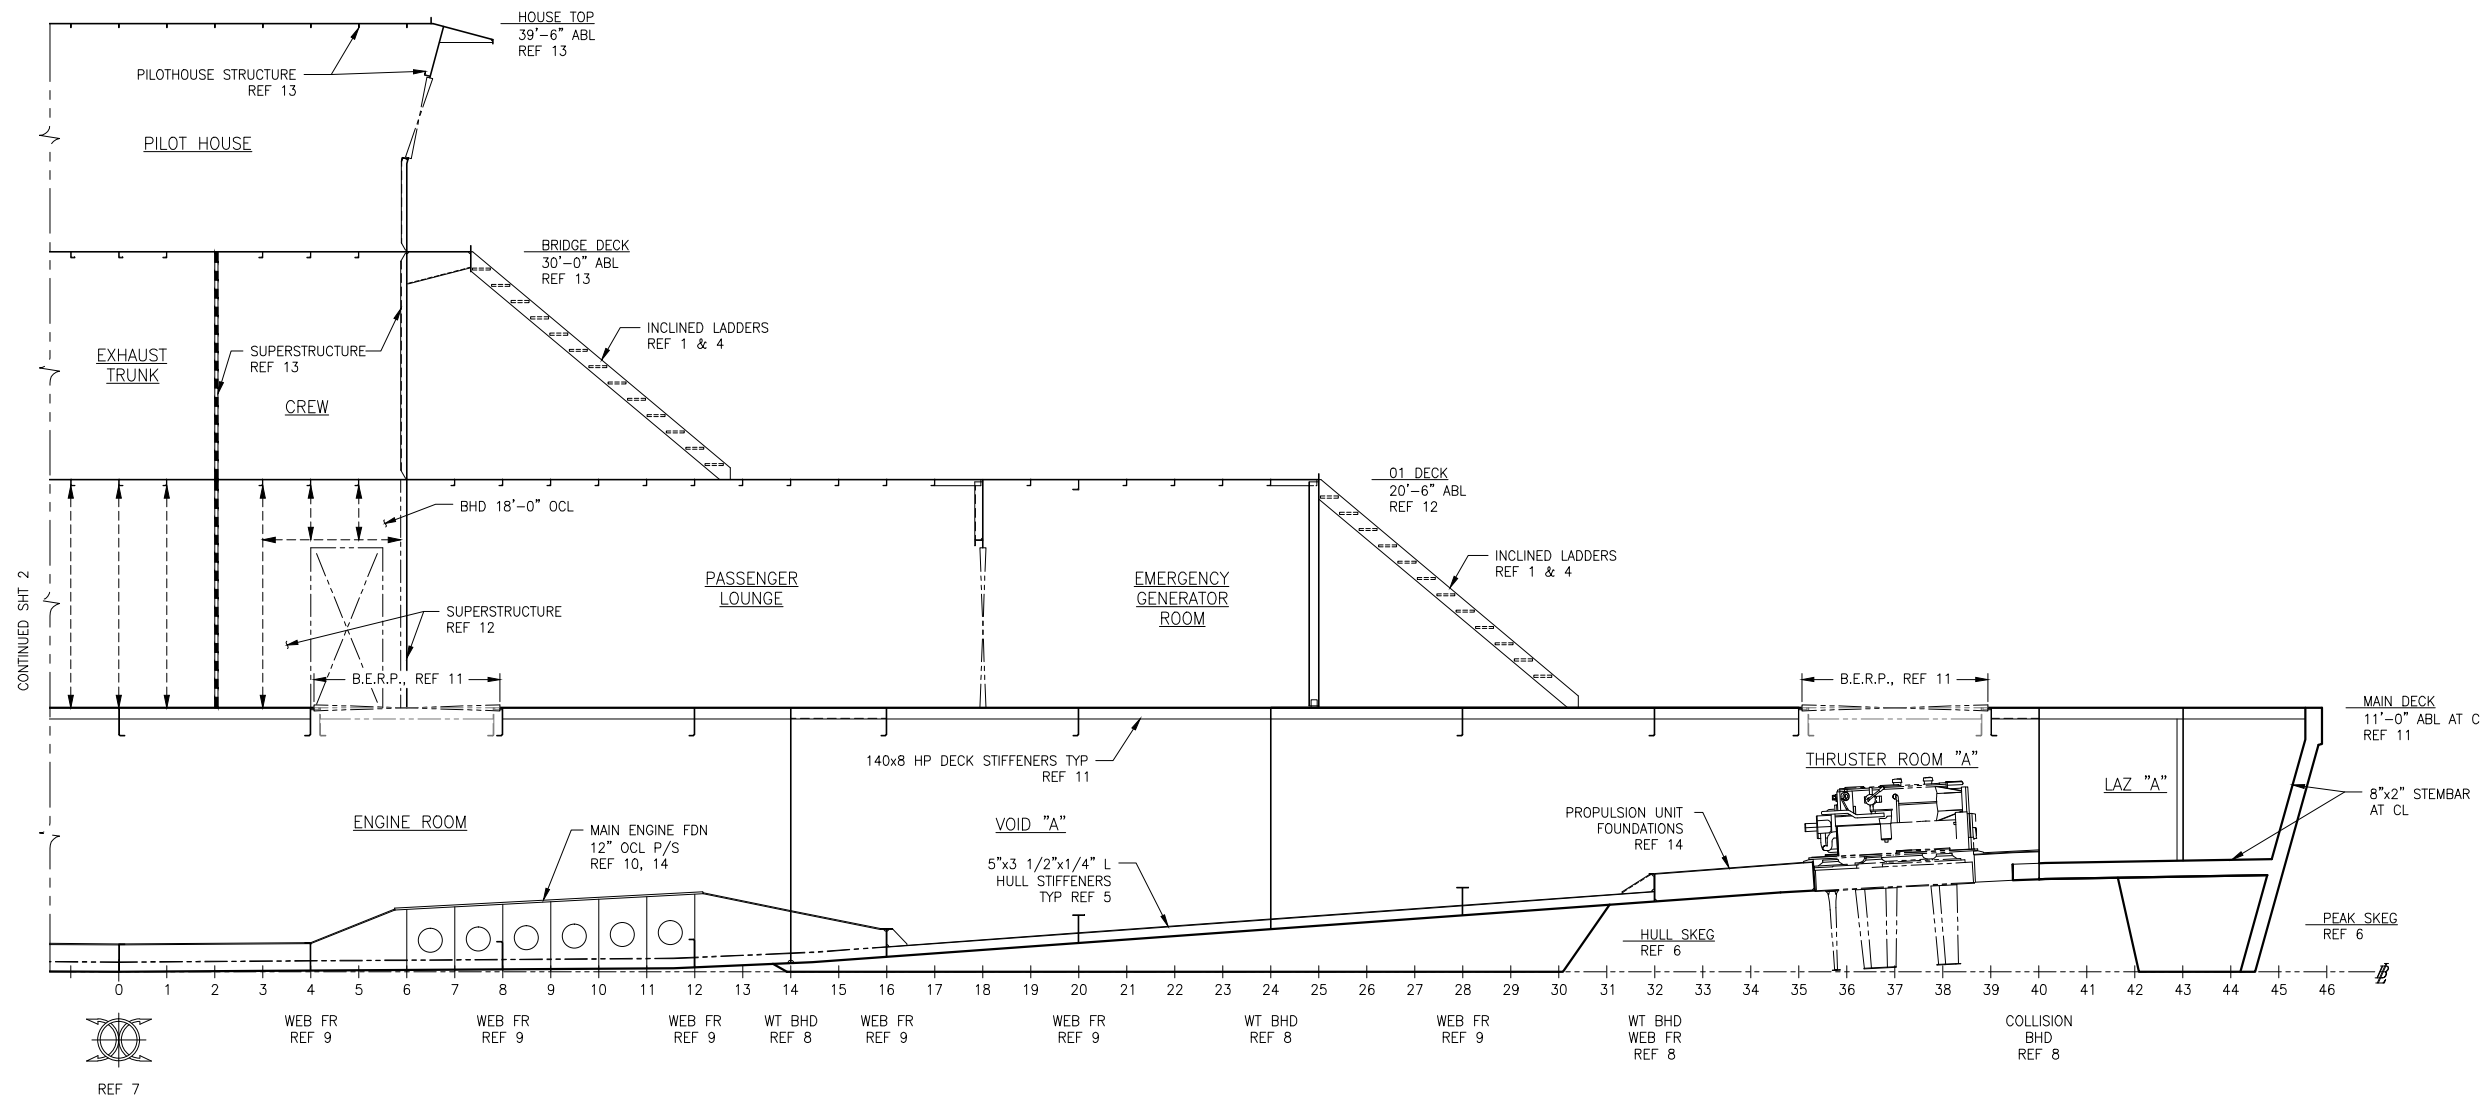 HOUSE TOP
39'-6" ABL
REF 13
PILOTHOUSE STRUCTURE
REF 13
PILOT HOUSE
BRIDGE DECK
30'-0" ABL
REF 13
INCLINED LADDERS
REF 1 & 4
EXHAUST
TRUNK
SUPERSTRUCTURE
REF 13
CREW
01 DECK
20'-6" ABL
REF 12
BHD 18'-0" OCL
INCLINED LADDERS
REF 1 & 4
PASSENGER
LOUNGE
EMERGENCY
GENERATOR
ROOM
SUPERSTRUCTURE
REF 12
CONTINUED SHT 2
B.E.R.P., REF 11
B.E.R.P., REF 11
MAIN DECK
11'-0" ABL AT C
REF 11
140x8 HP DECK STIFFENERS TYP
REF 11
THRUSTER ROOM "A"
LAZ "A"
8"x2" STEMBAR
AT CL
ENGINE ROOM
MAIN ENGINE FDN
12" OCL P/S
REF 10, 14
VOID "A"
PROPULSION UNIT
FOUNDATIONS
REF 14
5"x3 1/2"x1/4" L
HULL STIFFENERS
TYP REF 5
HULL SKEG
REF 6
PEAK SKEG
REF 6
BL
0 1 2 3 4 5 6 7 8 9 10 11 12 13 14 15 16 17 18 19 20 21 22 23 24 25 26 27 28 29 30 31 32 33 34 35 36 37 38 39 40 41 42 43 44 45 46
WEB FR
REF 9
WEB FR
REF 9
WEB FR
REF 9
WT BHD
REF 8
WEB FR
REF 9
WEB FR
REF 9
WT BHD
REF 8
WEB FR
REF 9
WT BHD
WEB FR
REF 8
COLLISION
BHD
REF 8
REF 7